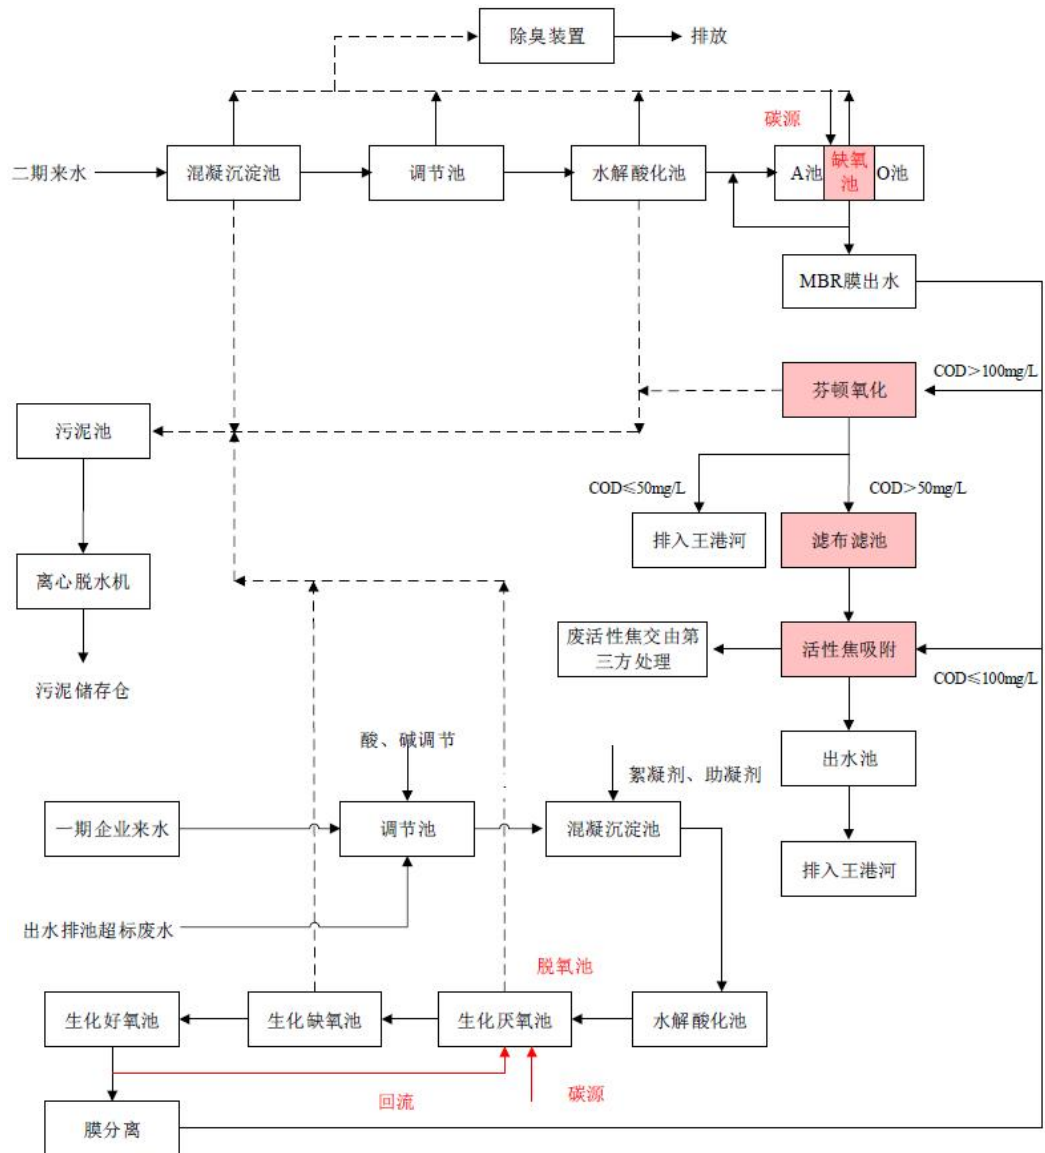 除臭装置
排放
碳源
二期来水
混凝沉淀池
调节池
水解酸化池
A池
缺氧
池
O池
MBR膜出水
COD＞100mg/L
芬顿氧化
污泥池
COD≤50mg/L
COD＞50mg/L
排入王港河
滤布滤池
离心脱水机
废活性焦交由第
三方处理
活性焦吸附
COD≤100mg/L
污泥储存仓
酸、碱调节
絮凝剂、助凝剂
出水池
一期企业来水
调节池
混凝沉淀池
排入王港河
出水排池超标废水
脱氧池
生化好氧池
生化缺氧池
生化厌氧池
水解酸化池
回流
碳源
膜分离